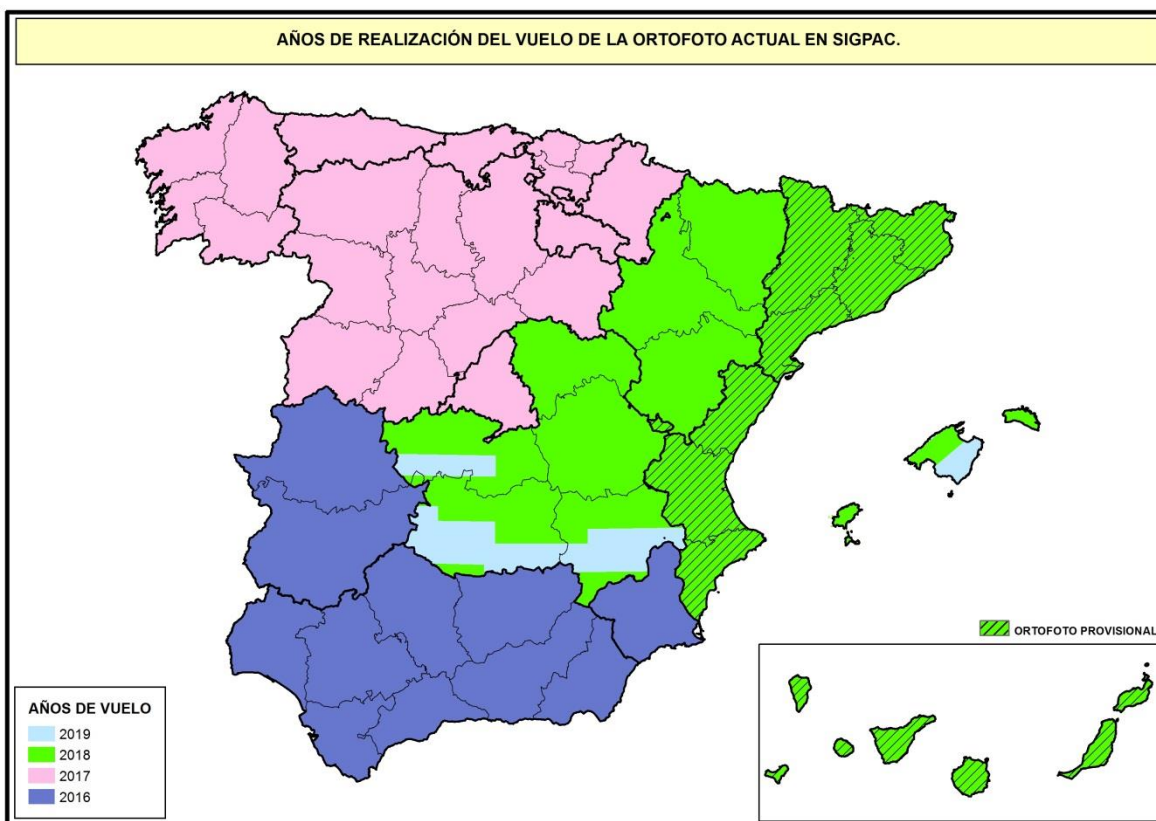 AÑOS DE REALIZACIÓN DEL VUELO DE LA ORTOFOTO ACTUAL EN SIGPAC.
ORTOFOTO PROVISIONAL
AÑOS DE VUELO
2019
2018
2017
2016